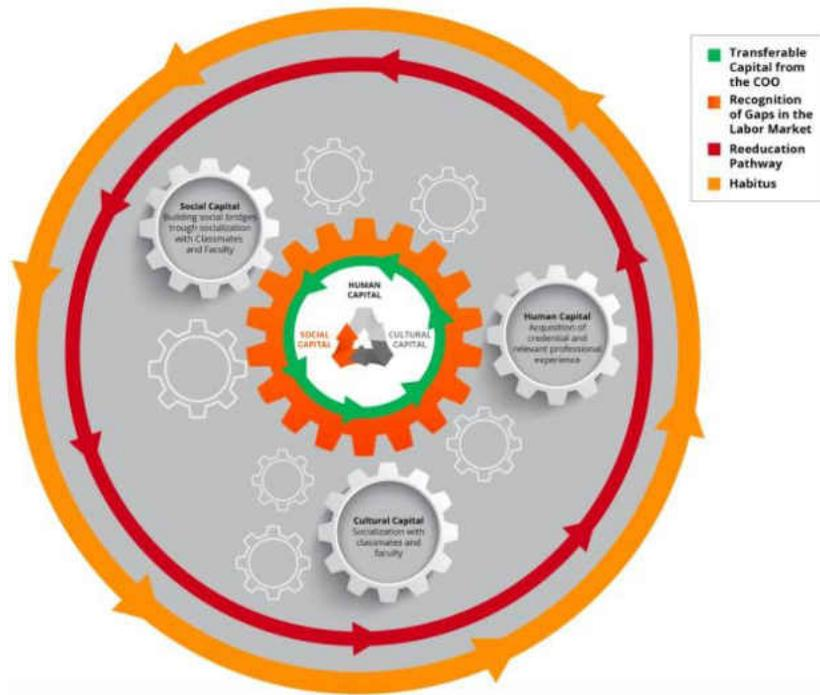 Transferable
Capital from
the COO
Recognition
of Gaps in the
Labor Market
Reeducation
Pathway
Habitus
Social Capital
Building social bridges
trough socialization
with Classmates
and Faculty
HUMAN
CAPITAL
SOCIAL
CAPITAL
CULTURAL
CAPITAL
Human Capital
Acquisition of
credential and
relevant professional
experience
Cultural Capital
Socialization with
classmates and
faculty